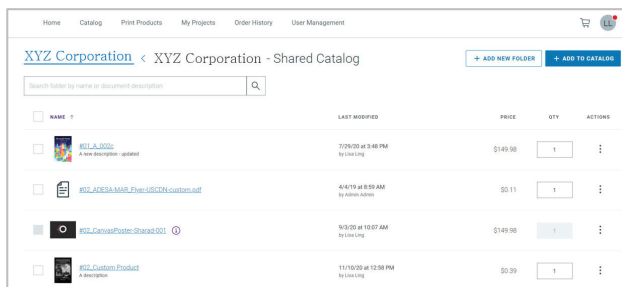 Home Catalog Print Products My Projects Order History User Management
LL
XYZ Corporation < XYZ Corporation - Shared Catalog
+ ADD NEW FOLDER + ADD TO CATALOG
Search folder by name or document description
NAME ↑ LAST MODIFIED PRICE QTY ACTIONS
#01_A_002c 7/29/20 at 3:48 PM $149.98 1
A new description - updated by Lisa Ling
#02_ADESA-MAR_Flyer-USCDN-custom.pdf 4/4/19 at 8:59 AM $0.11 1
by Admin Admin
#02_CanvasPoster-Sharad-001 9/3/20 at 10:07 AM $149.98 1
by Lisa Ling
#02_Custom Product 11/10/20 at 12:58 PM $0.39 1
A description by Lisa Ling